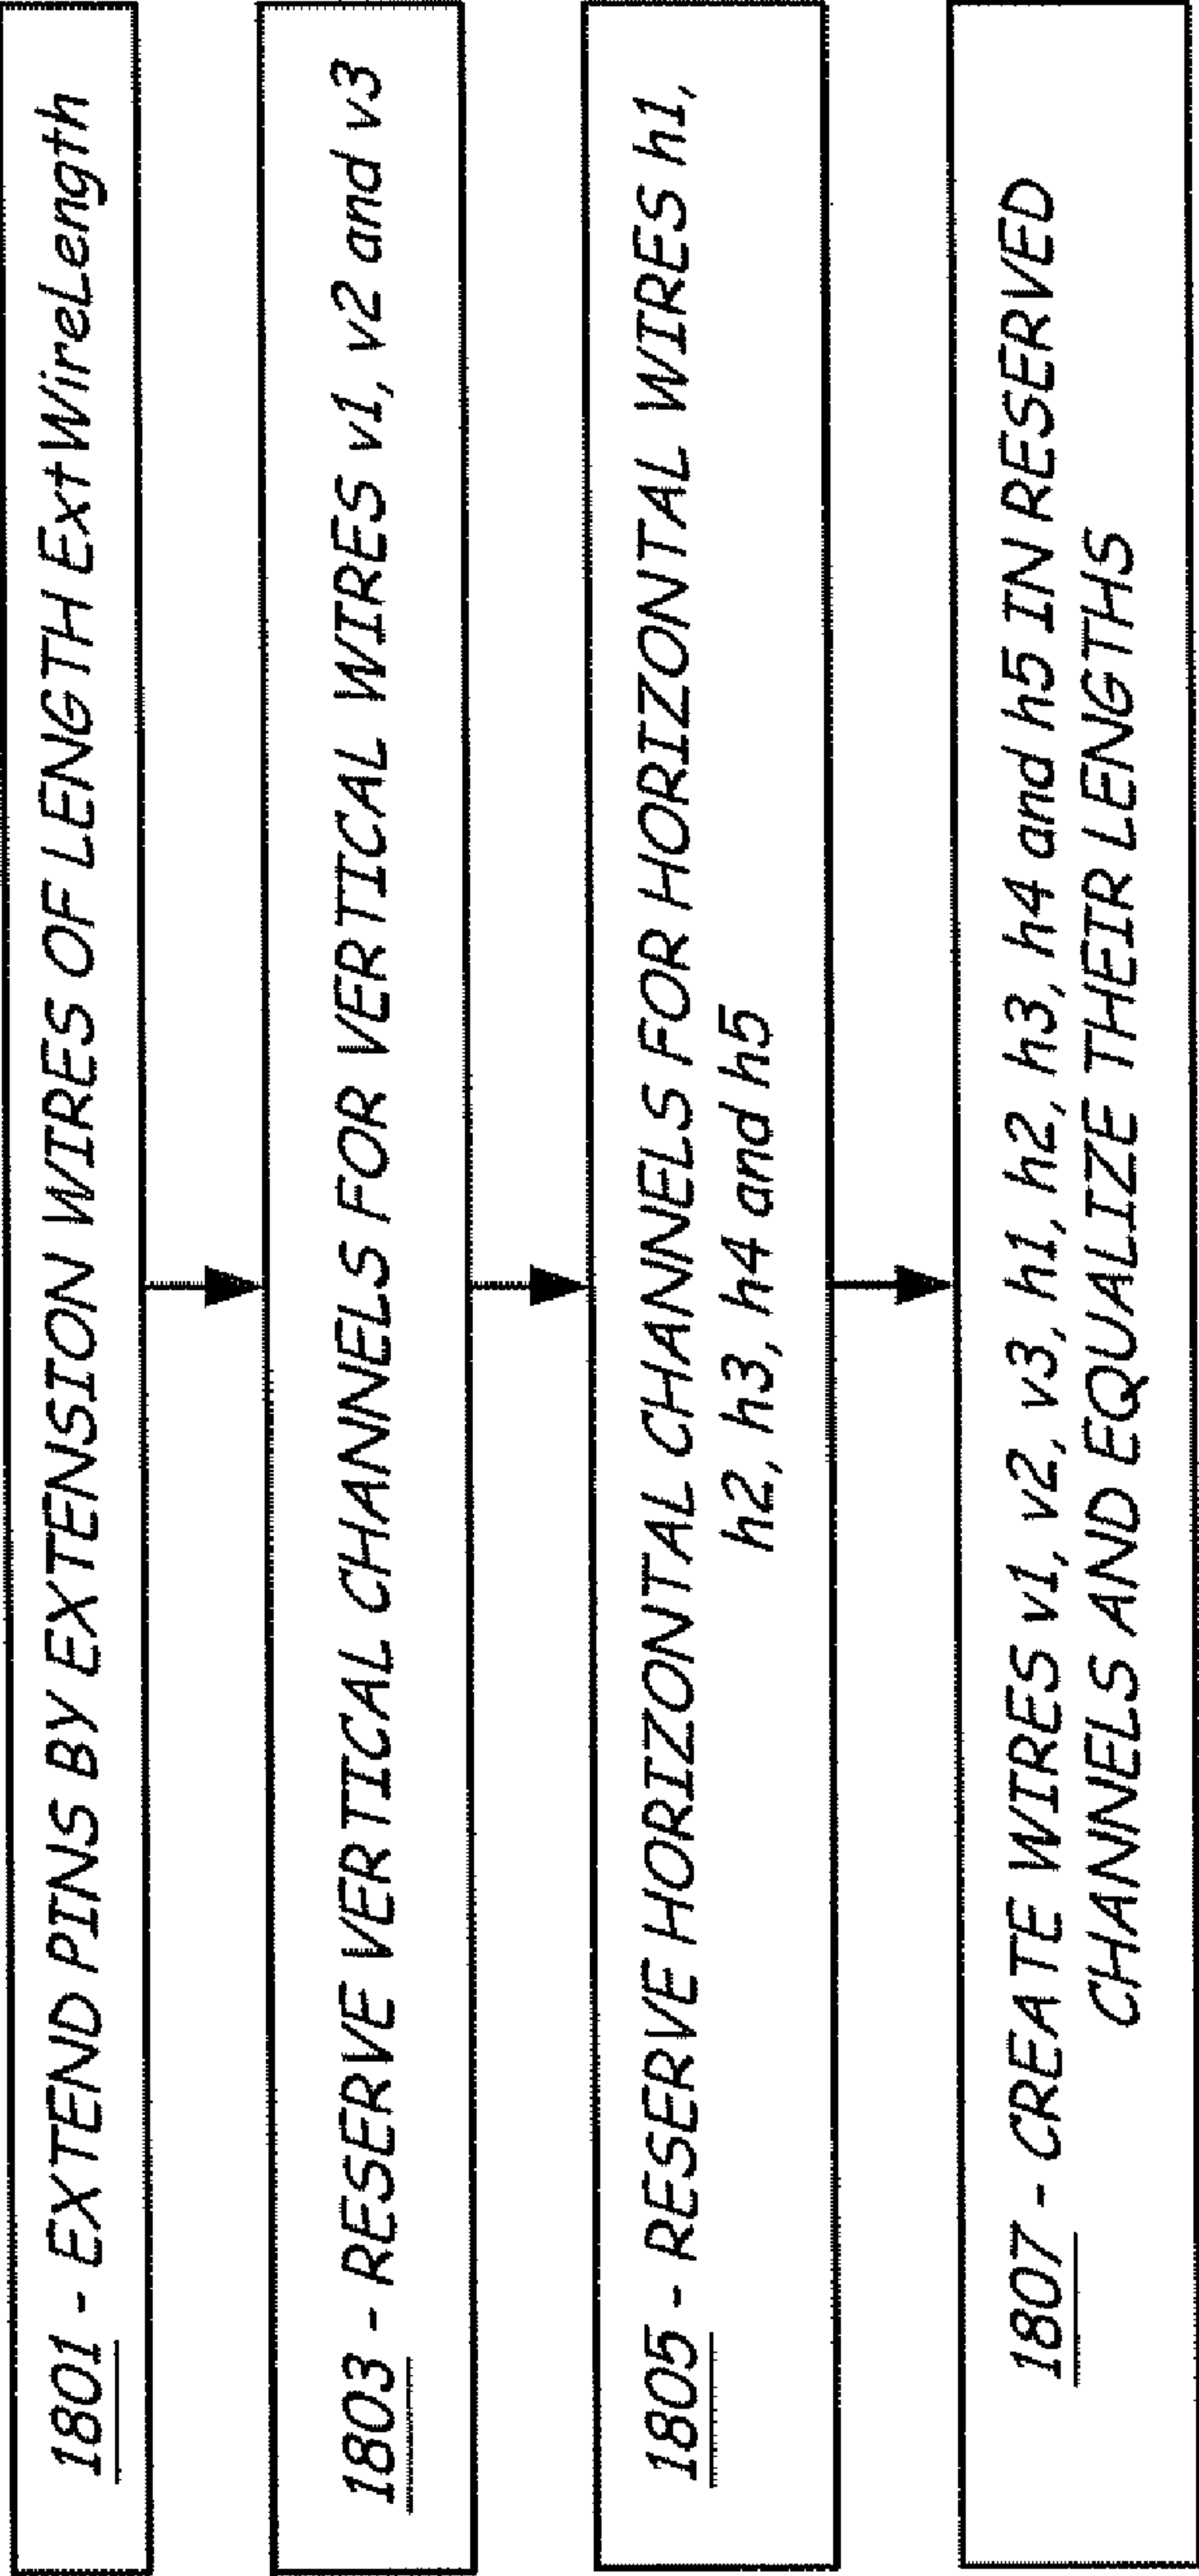 1801 - EXTEND PINS BY EXTENSION WIRES OF LENGTH ExtWireLength
1803 - RESERVE VERTICAL CHANNELS FOR VERTICAL WIRES v1, v2 and v3
1805 - RESERVE HORIZONTAL CHANNELS FOR HORIZONTAL WIRES h1,
h2, h3, h4 and h5
1807 - CREATE WIRES v1, v2, v3, h1, h2, h3, h4 and h5 IN RESERVED
CHANNELS AND EQUALIZE THEIR LENGTHS